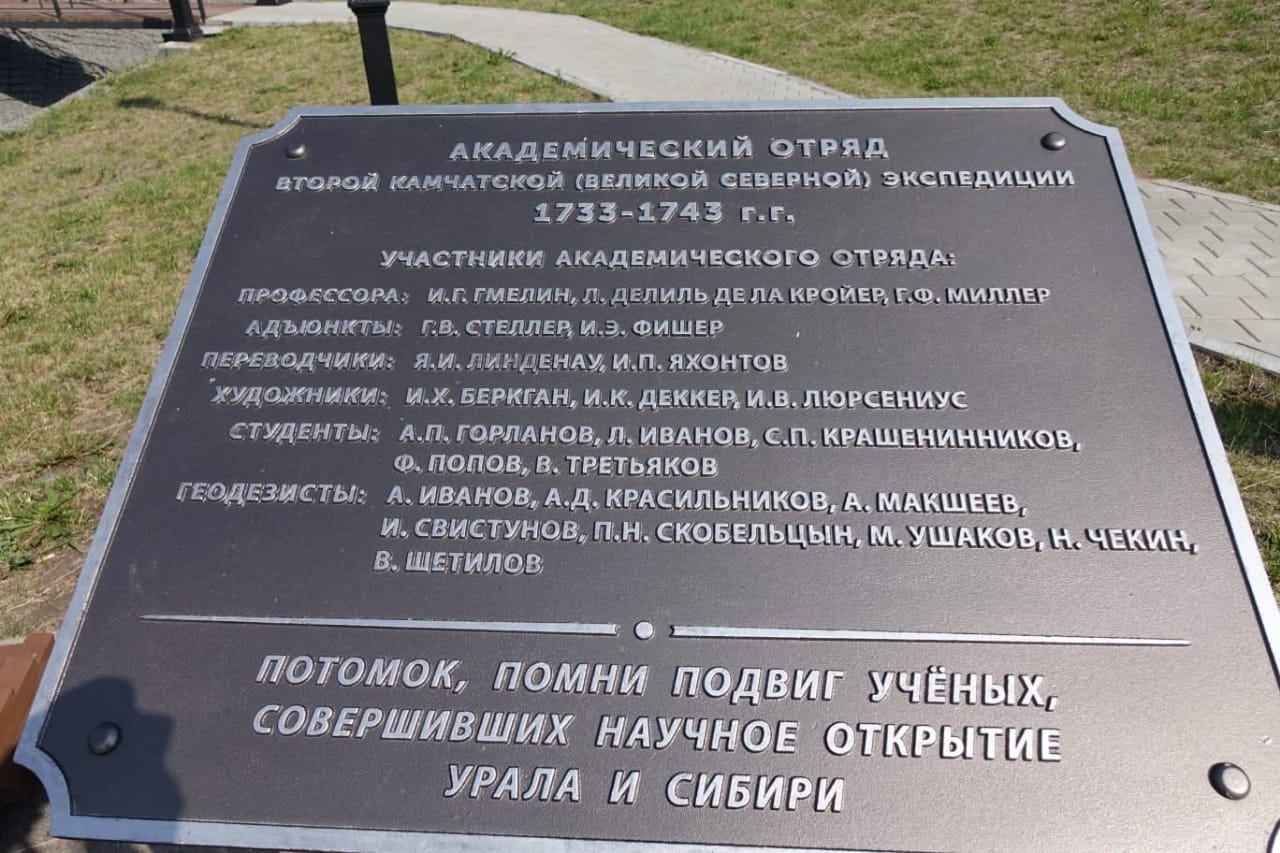 АКАДЕМИЧЕСКИЙ ОТРЯД
ВТОРОЙ КАМЧАТСКОЙ (ВЕЛИКОЙ СЕВЕРНОЙ) ЭКСПЕДИЦИИ
1733-1743 г.г.
УЧАСТНИКИ АКАДЕМИЧЕСКОГО ОТРЯДА:
ПРОФЕССОРА: И.Г. ГМЕЛИН, Л. ДЕЛИЛЬ ДЕ ЛА КРОЙЕР, Г.Ф. МИЛЛЕР
АДЪЮНКТЫ: Г.В. СТЕЛЛЕР, И.Э. ФИШЕР
ПЕРЕВОДЧИКИ: Я.И. ЛИНДЕНАУ, И.П. ЯХОНТОВ
ХУДОЖНИКИ: И.Х. БЕРКГАН, И.К. ДЕККЕР, И.В. ЛЮРСЕНИУС
СТУДЕНТЫ: А.П. ГОРЛАНОВ, Л. ИВАНОВ, С.П. КРАШЕНИННИКОВ,
Ф. ПОПОВ, В. ТРЕТЬЯКОВ
ГЕОДЕЗИСТЫ: А. ИВАНОВ, А.Д. КРАСИЛЬНИКОВ, А. МАКШЕЕВ,
И. СВИСТУНОВ, П.Н. СКОБЕЛЬЦЫН, М. УШАКОВ, Н. ЧЕКИН,
В. ЩЕТИЛОВ
ПОТОМОК, ПОМНИ ПОДВИГ УЧЁНЫХ,
СОВЕРШИВШИХ НАУЧНОЕ ОТКРЫТИЕ
УРАЛА И СИБИРИ